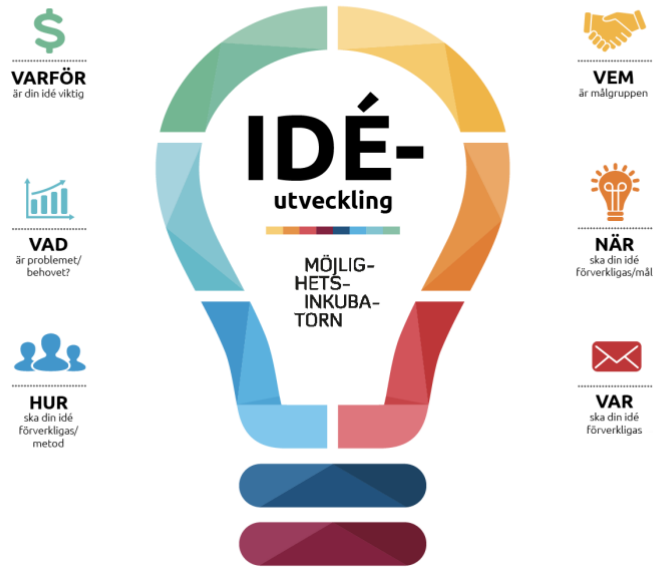 VARFÖR
är din idé viktig
VAD
är problemet/
behovet?
HUR
ska din idé
förverkligas/
metod
IDÉ-
utveckling
MÖJLIG-
HETS-
INKUBA-
TORN
VEM
är målgruppen
NÄR
ska din idé
förverkligas/mål
VAR
ska din idé
förverkligas